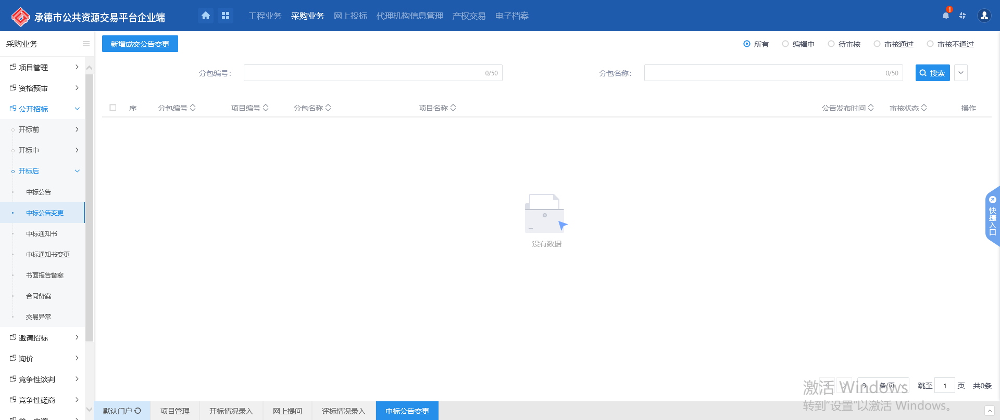 承德市公共资源交易平台企业端
工程业务 采购业务 网上投标 代理机构信息管理 产权交易 电子档案
1
采购业务
新增成交公告变更
所有 编辑中 待审核 审核通过 审核不通过
项目管理
资格预审
公开招标
开标前
开标中
开标后
中标公告
中标公告变更
中标通知书
中标通知书变更
书面报告备案
合同备案
交易异常
邀请招标
询价
竞争性谈判
竞争性磋商
单一来源
分包编号： 0/50 分包名称： 0/50 搜索
序 分包编号 项目编号 分包名称 项目名称 公告发布时间 审核状态 操作
没有数据
快捷入口
9 条/页 跳至 1 页 共0条
激活 Windows
转到"设置"以激活 Windows。
默认门户 项目管理 开标情况录入 网上提问 评标情况录入 中标公告变更